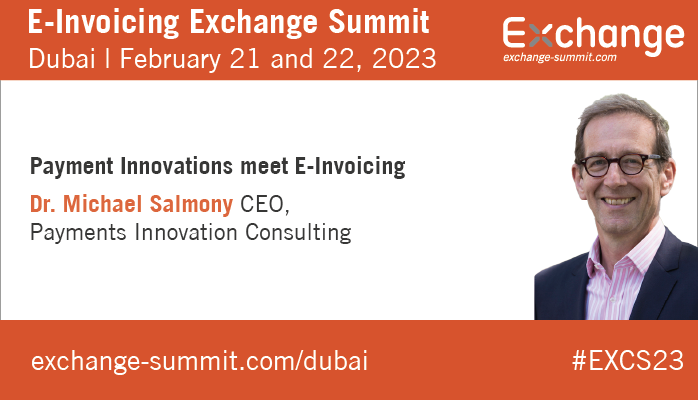 E-Invoicing Exchange Summit
Dubai | February 21 and 22, 2023
Exchange
exchange-summit.com
Payment Innovations meet E-Invoicing
Dr. Michael Salmony CEO,
Payments Innovation Consulting
exchange-summit.com/dubai
#EXCS23